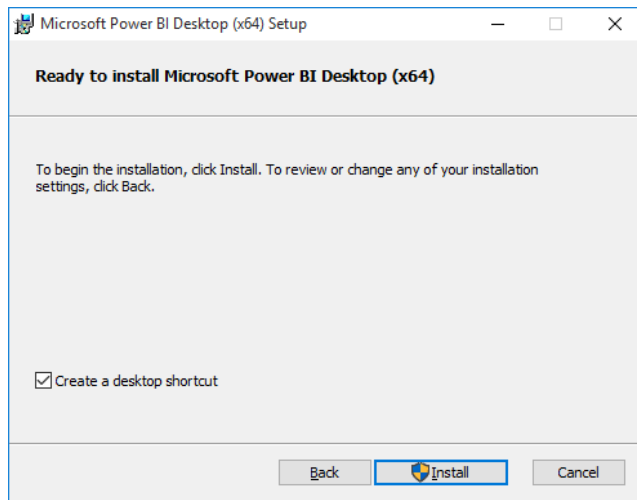 Microsoft Power BI Desktop (x64) Setup
Ready to install Microsoft Power BI Desktop (x64)
To begin the installation, click Install. To review or change any of your installation
settings, click Back.
Create a desktop shortcut
Back
Install
Cancel